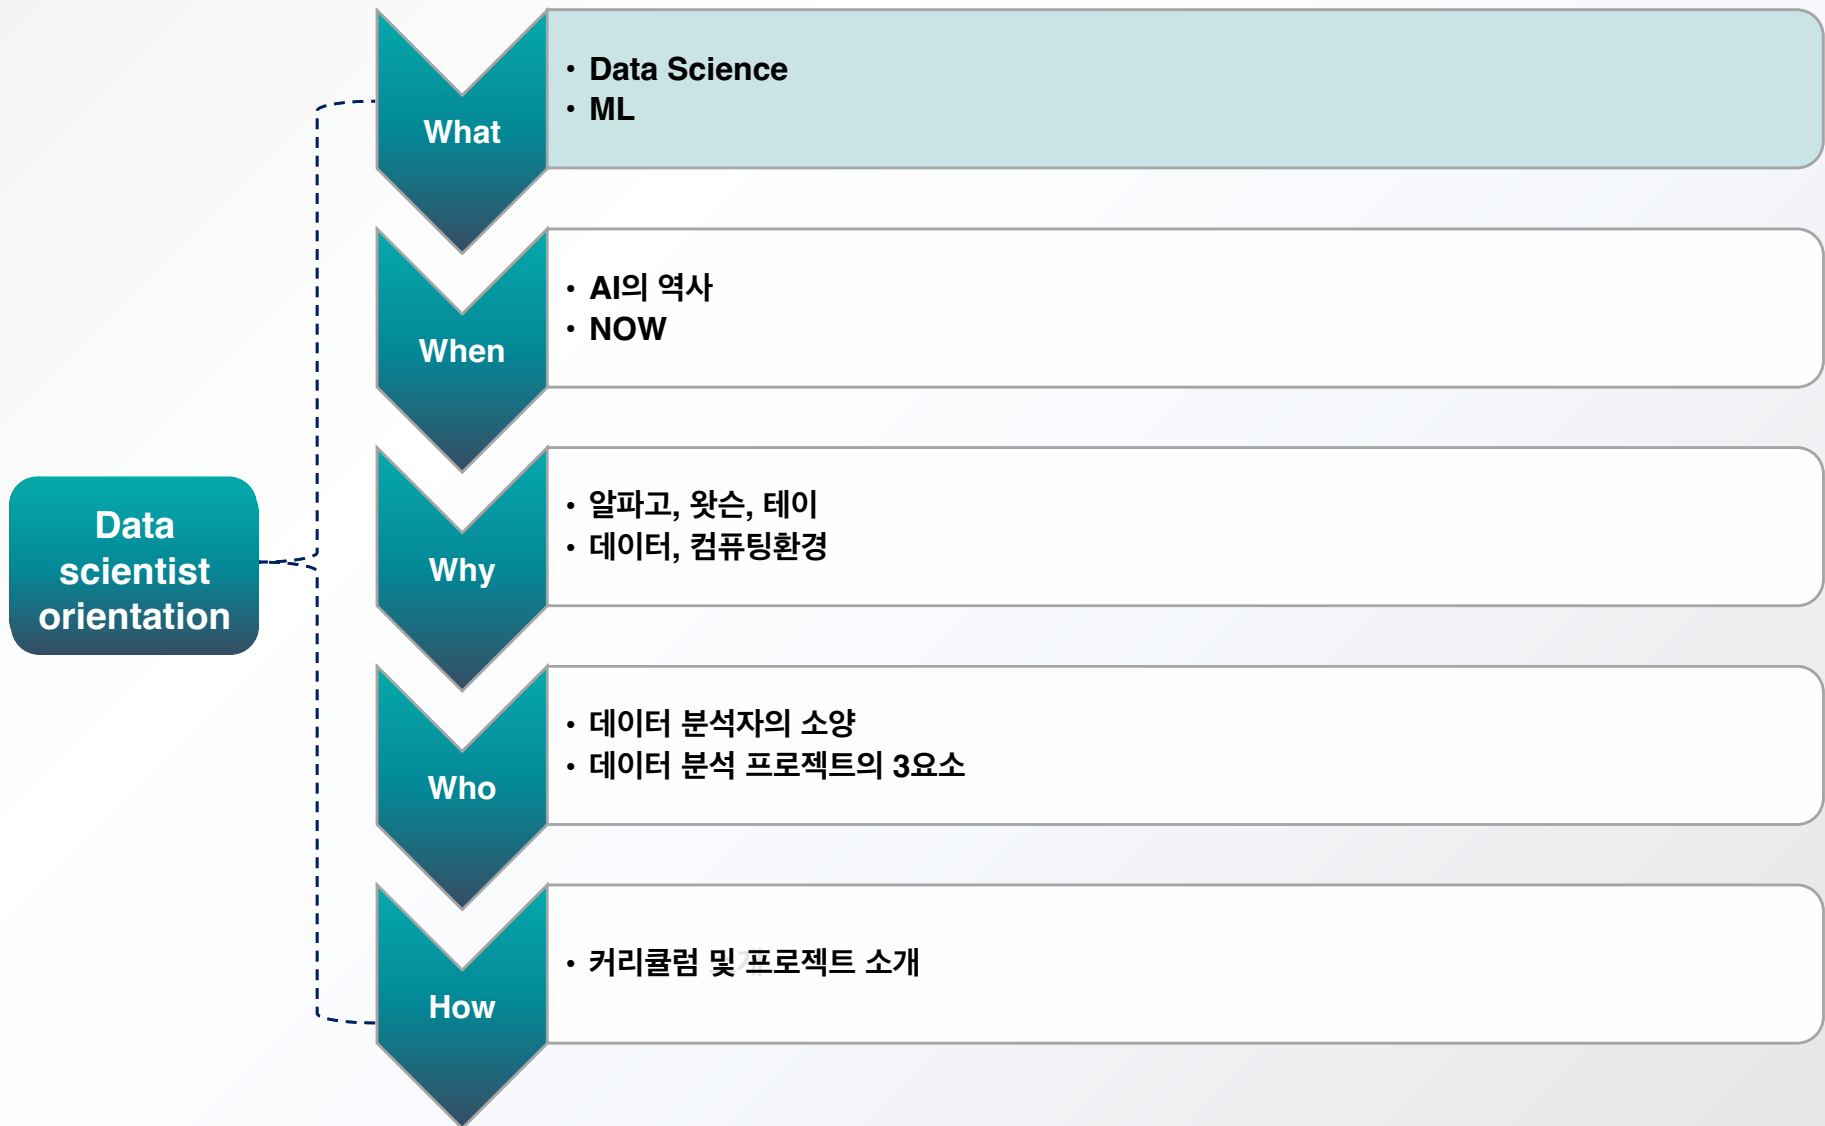 Data
scientist
orientation
What
• Data Science
• ML
When
• AI의 역사
• NOW
Why
• 알파고, 왓슨, 테이
• 데이터, 컴퓨팅환경
Who
• 데이터 분석자의 소양
• 데이터 분석 프로젝트의 3요소
How
• 커리큘럼 및 프로젝트 소개